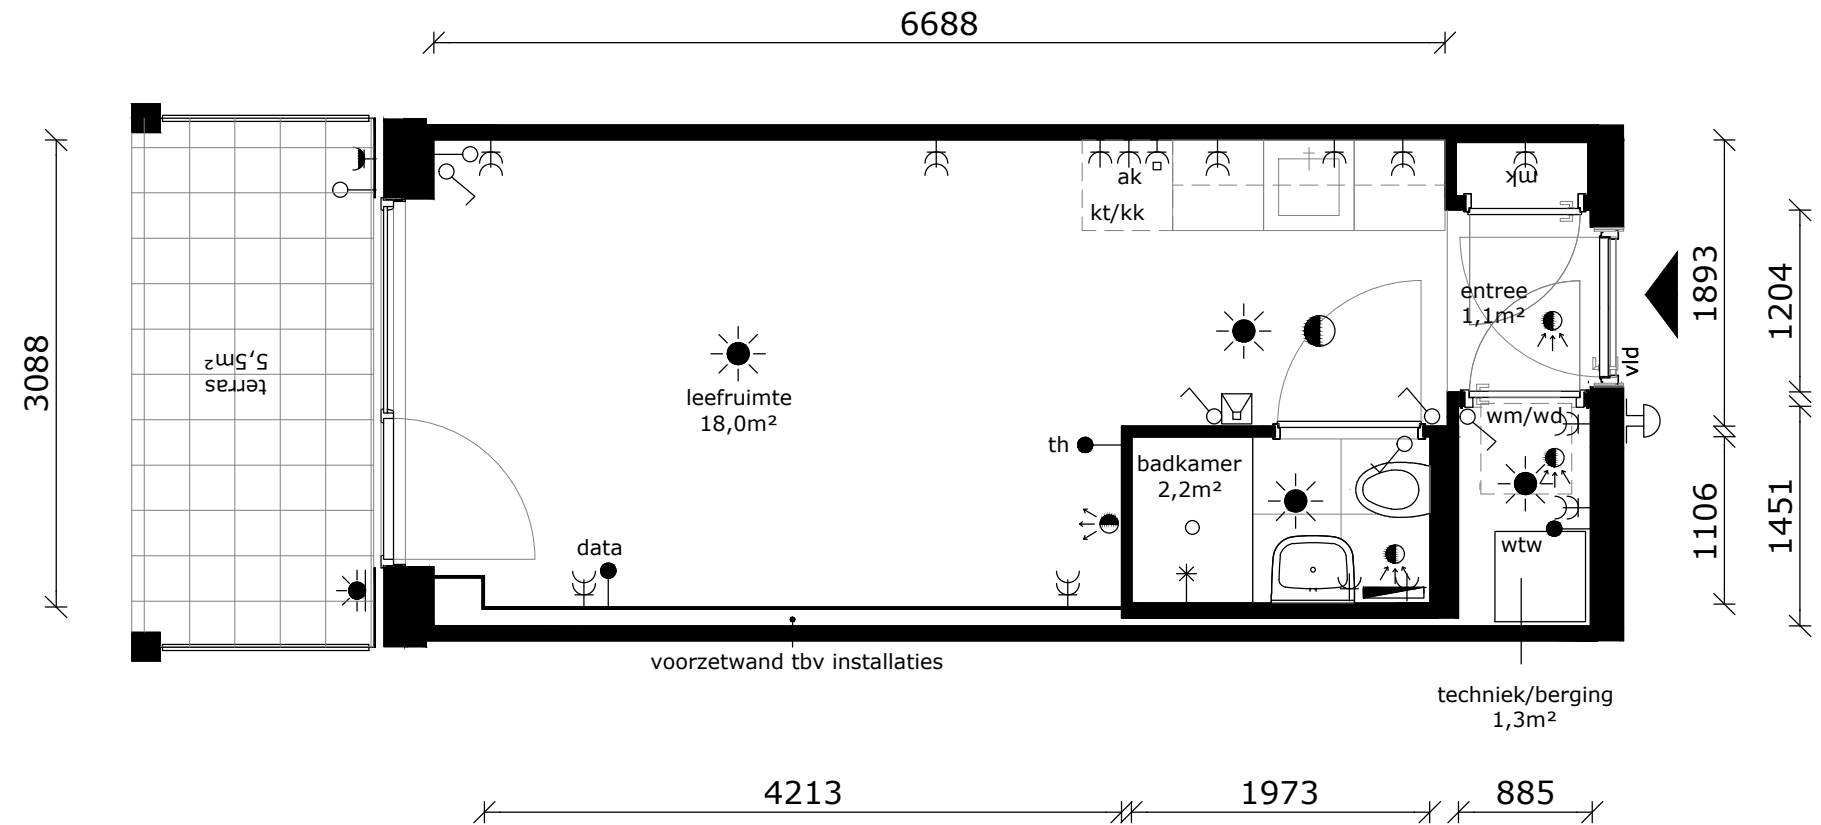 6688
ak
mk
kt/kk
3088
terras
5,5m²
entree
1,1m²
1893
1204
vld
leefruimte
18,0m²
wm/wd
th
badkamer
2,2m²
1106
1451
data
wtw
voorzetwand tbv installaties
techniek/berging
1,3m²
4213
1973
885